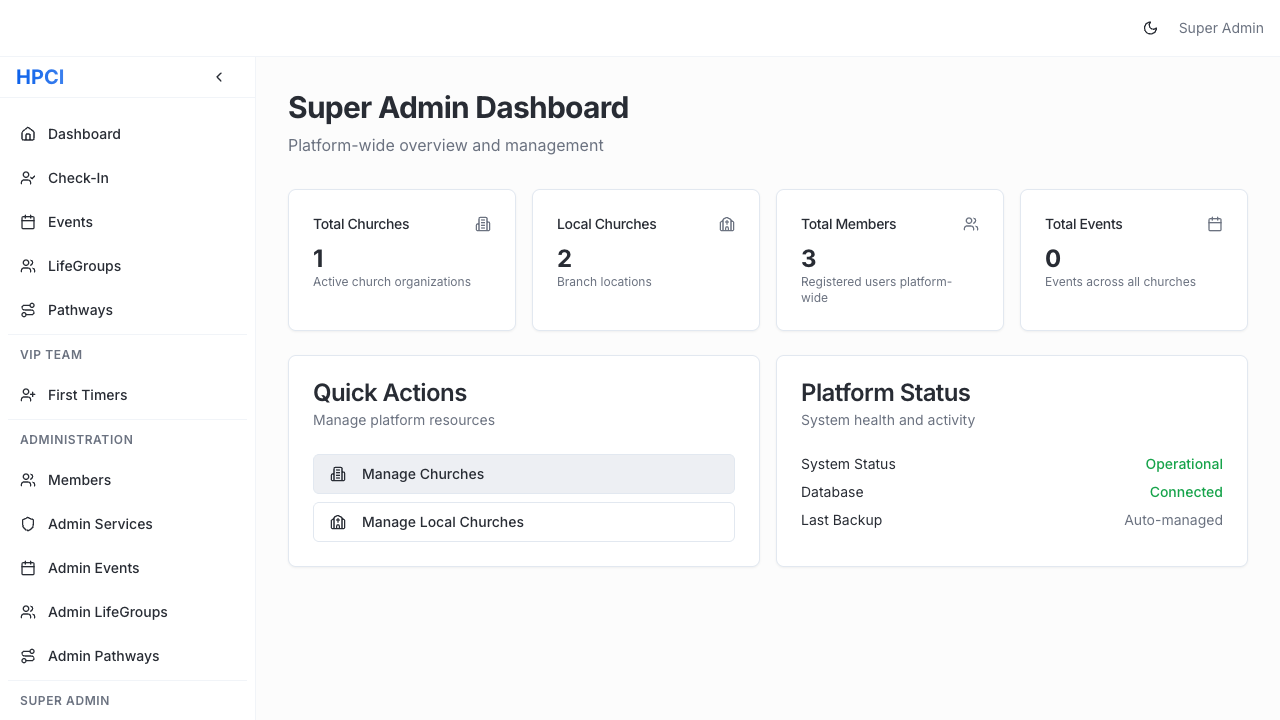 Super Admin
HPCI
Dashboard
Check-In
Events
LifeGroups
Pathways
VIP TEAM
First Timers
ADMINISTRATION
Members
Admin Services
Admin Events
Admin LifeGroups
Admin Pathways
SUPER ADMIN
Super Admin Dashboard
Platform-wide overview and management
Total Churches
1
Active church organizations
Local Churches
2
Branch locations
Total Members
3
Registered users platform-
wide
Total Events
0
Events across all churches
Quick Actions
Manage platform resources
Manage Churches
Manage Local Churches
Platform Status
System health and activity
System Status Operational
Database Connected
Last Backup Auto-managed